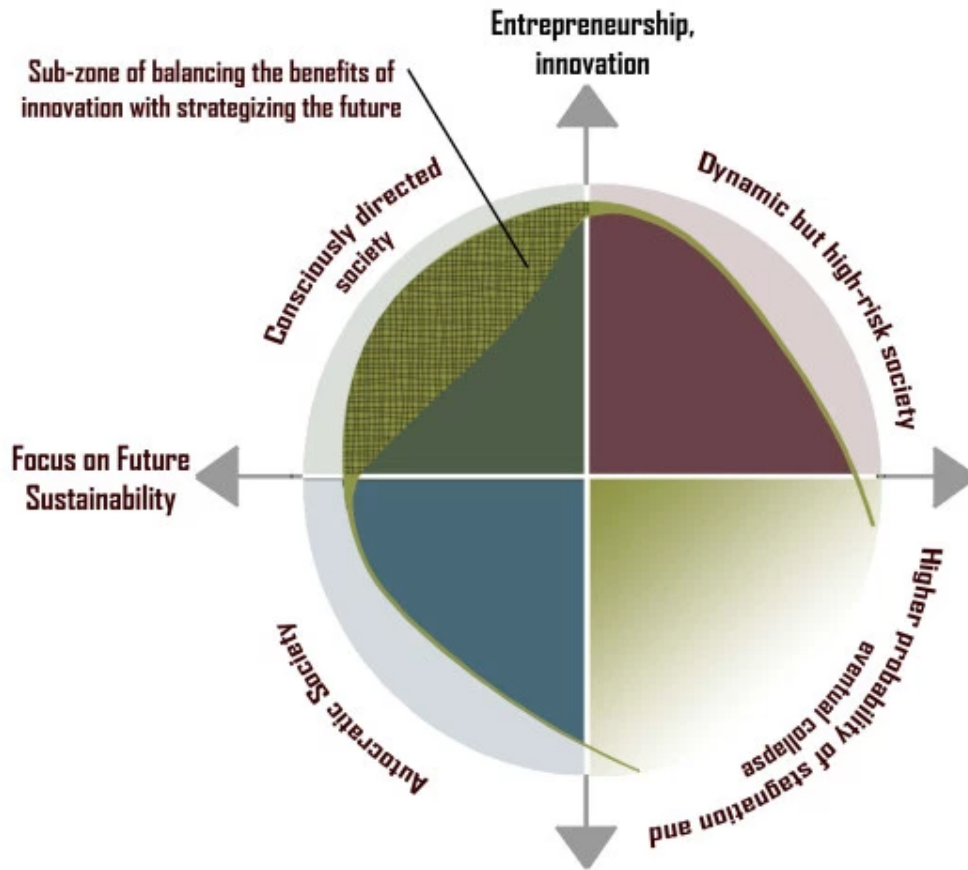 Entrepreneurship,
innovation
Sub-zone of balancing the benefits of
innovation with strategizing the future
Consciously directed
society
Dynamic but high-risk society
Focus on Future
Sustainability
Autocratic Society
Higher probability of stagnation and
eventual collapse